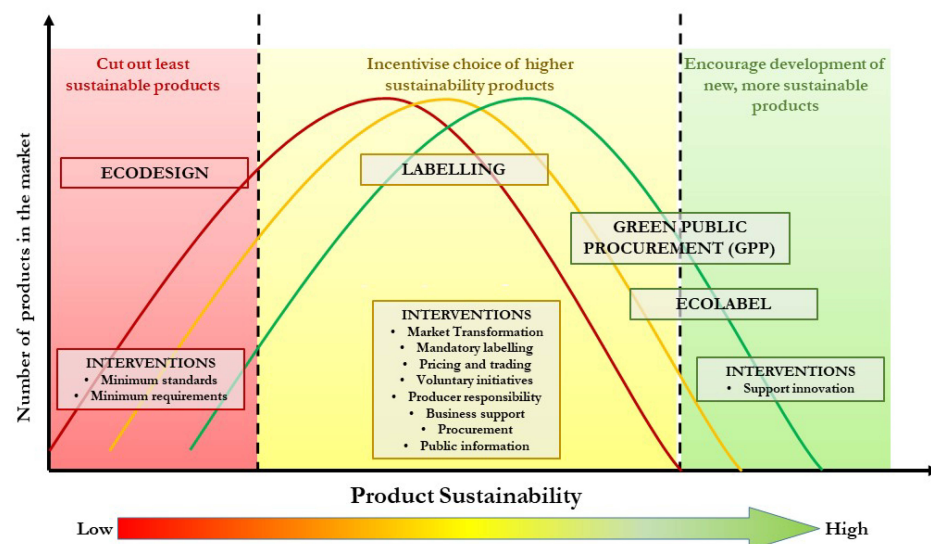 Cut out least
sustainable products
Incentivise choice of higher
sustainability products
Encourage development of
new, more sustainable
products
ECODESIGN
LABELLING
GREEN PUBLIC
PROCUREMENT (GPP)
ECOLABEL
INTERVENTIONS
• Minimum standards
• Minimum requirements
INTERVENTIONS
• Market Transformation
• Mandatory labelling
• Pricing and trading
• Voluntary initiatives
• Producer responsibility
• Business support
• Procurement
• Public information
INTERVENTIONS
• Support innovation
Number of products in the market
Product Sustainability
Low
High